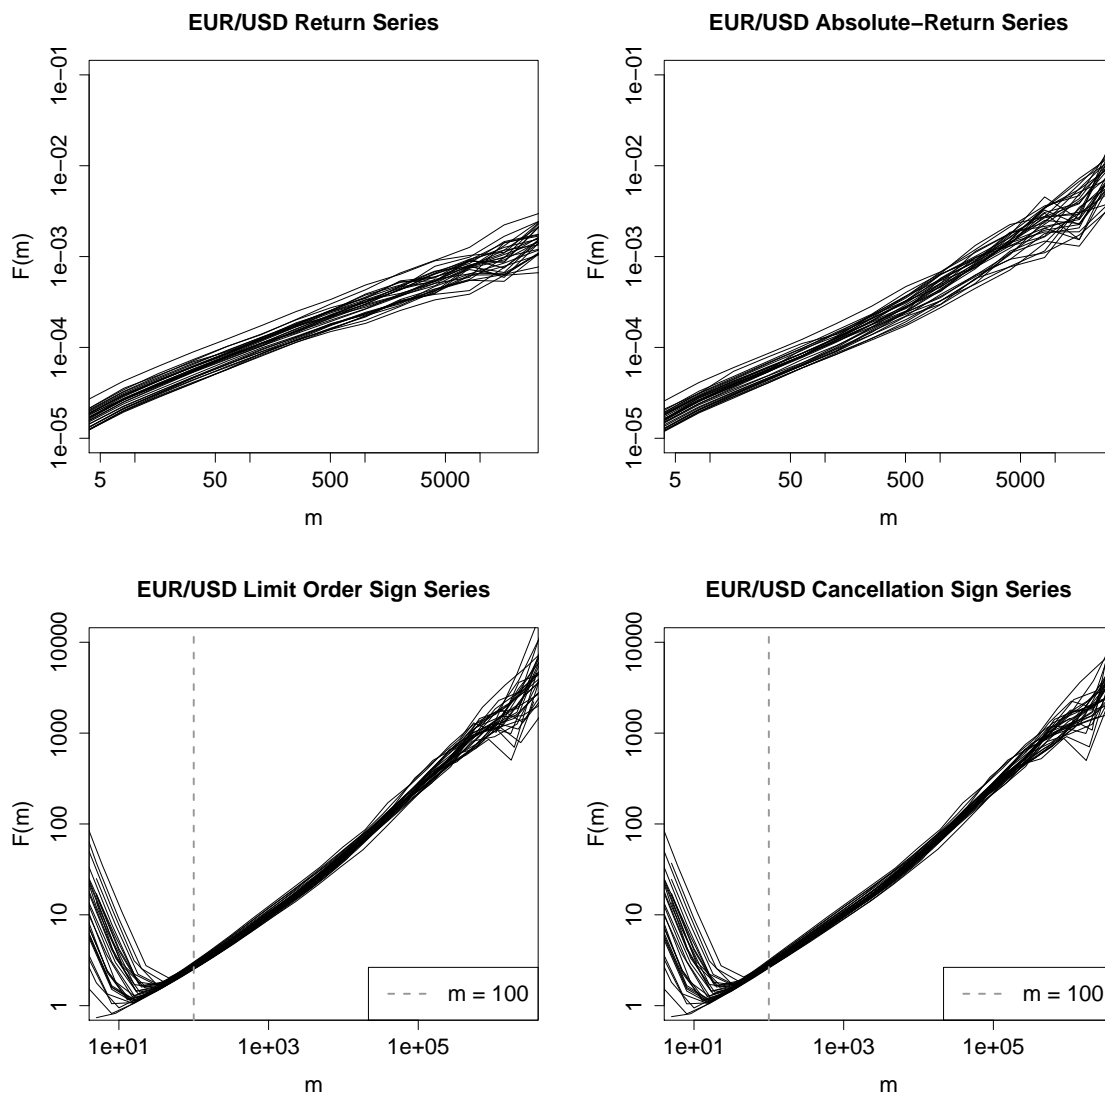 EUR/USD Return Series
F(m)
1e−01
1e−02
1e−03
1e−04
1e−05
5 50 500 5000
m
EUR/USD Absolute−Return Series
F(m)
1e−01
1e−02
1e−03
1e−04
1e−05
5 50 500 5000
m
EUR/USD Limit Order Sign Series
F(m)
10000
1000
100
10
1
m = 100
1e+01 1e+03 1e+05
m
EUR/USD Cancellation Sign Series
F(m)
10000
1000
100
10
1
m = 100
1e+01 1e+03 1e+05
m